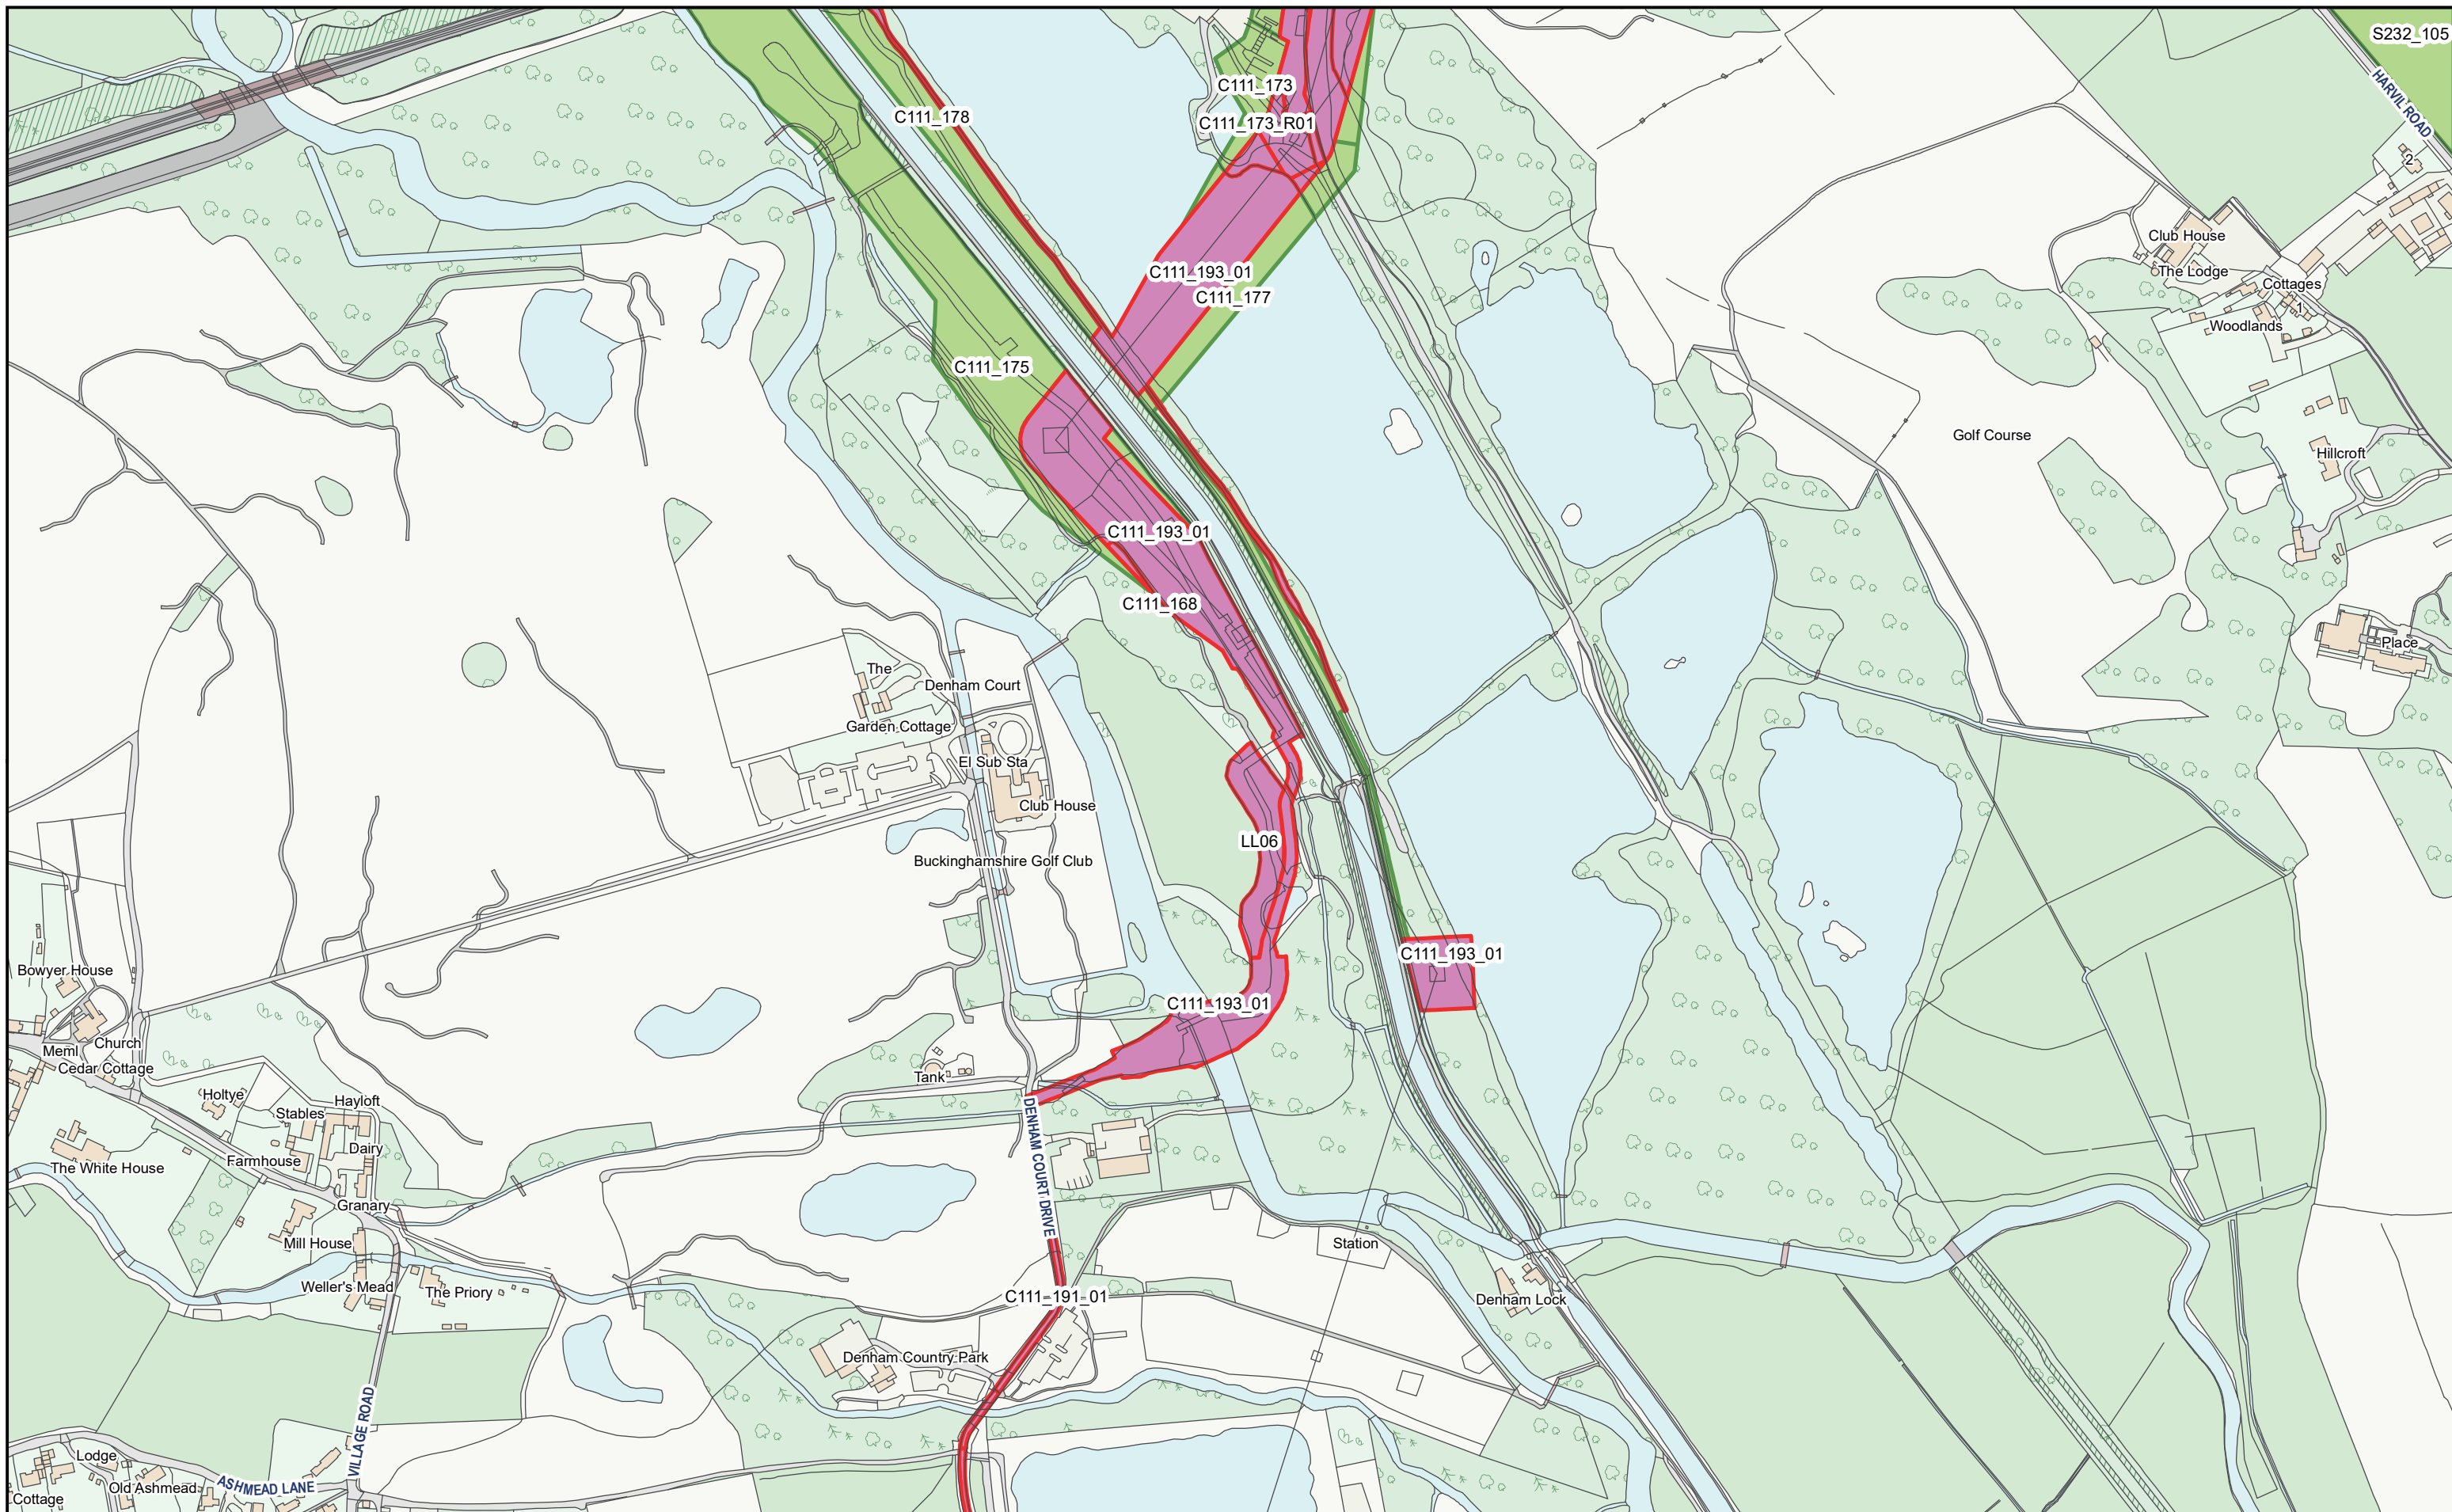 S232_105
HARVIL ROAD
C111_173
C111_178
C111_173_R01
2
Club House
The Lodge
C111_193_01
Cottages
C111_177
1
Woodlands
C111_175
Golf Course
Hillcroft
C111_193_01
C111_168
Place
The
Denham Court
Garden Cottage
El Sub Sta
Club House
LL06
Buckinghamshire Golf Club
C111_193_01
Bowyer House
C111_193_01
Church
Meml
Cedar Cottage
Tank
Holtye
Hayloft
Stables
DENHAM COURT DRIVE
Dairy
Farmhouse
The White House
Granary
Mill House
Station
Weller's Mead
The Priory
C111_191_01
Denham Lock
Denham Country Park
VILLAGE ROAD
Lodge
Old Ashmead
ASHMEAD LANE
Cottage